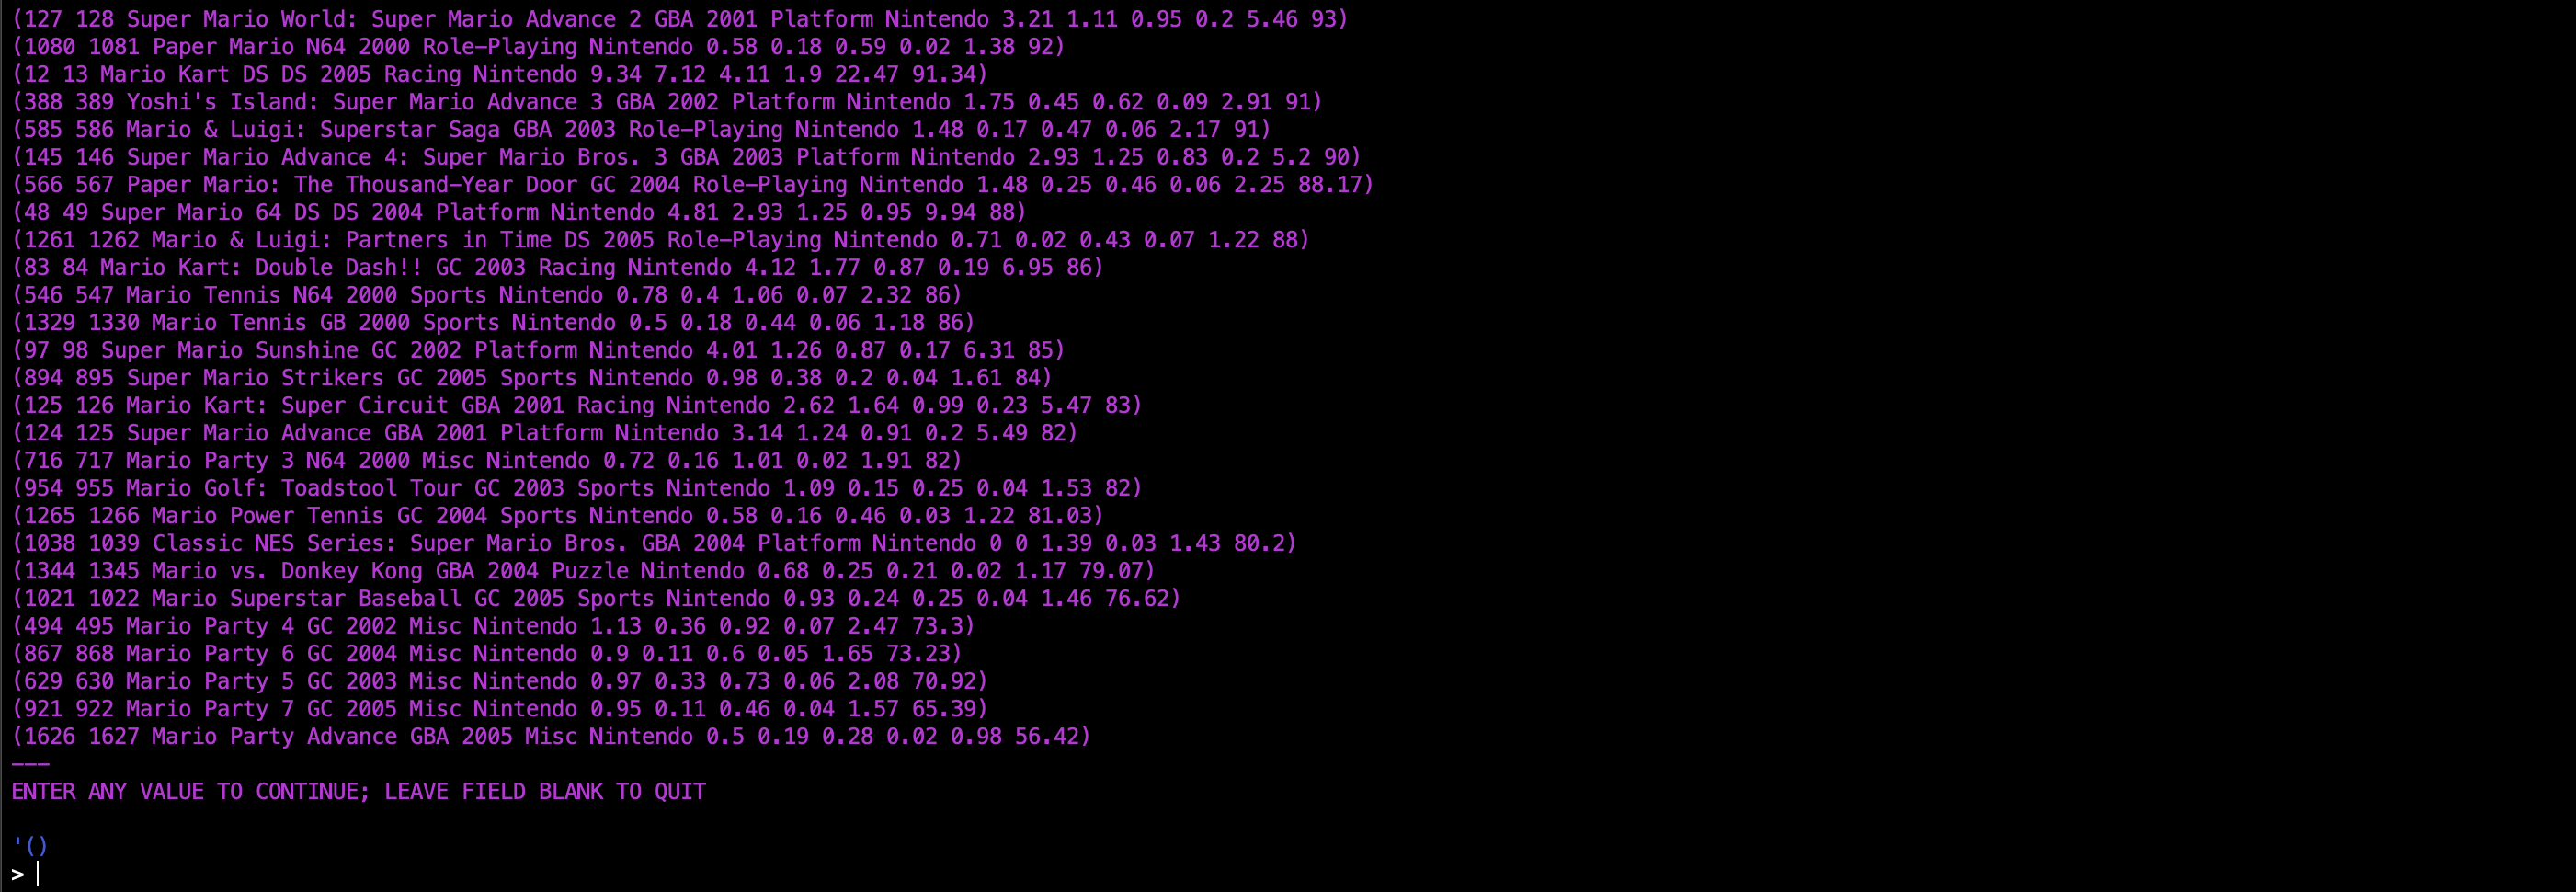 (127 128 Super Mario World: Super Mario Advance 2 GBA 2001 Platform Nintendo 3.21 1.11 0.95 0.2 5.46 93)
(1080 1081 Paper Mario N64 2000 Role-Playing Nintendo 0.58 0.18 0.59 0.02 1.38 92)
(12 13 Mario Kart DS DS 2005 Racing Nintendo 9.34 7.12 4.11 1.9 22.47 91.34)
(388 389 Yoshi's Island: Super Mario Advance 3 GBA 2002 Platform Nintendo 1.75 0.45 0.62 0.09 2.91 91)
(585 586 Mario & Luigi: Superstar Saga GBA 2003 Role-Playing Nintendo 1.48 0.17 0.47 0.06 2.17 91)
(145 146 Super Mario Advance 4: Super Mario Bros. 3 GBA 2003 Platform Nintendo 2.93 1.25 0.83 0.2 5.2 90)
(566 567 Paper Mario: The Thousand-Year Door GC 2004 Role-Playing Nintendo 1.48 0.25 0.46 0.06 2.25 88.17)
(48 49 Super Mario 64 DS DS 2004 Platform Nintendo 4.81 2.93 1.25 0.95 9.94 88)
(1261 1262 Mario & Luigi: Partners in Time DS 2005 Role-Playing Nintendo 0.71 0.02 0.43 0.07 1.22 88)
(83 84 Mario Kart: Double Dash!! GC 2003 Racing Nintendo 4.12 1.77 0.87 0.19 6.95 86)
(546 547 Mario Tennis N64 2000 Sports Nintendo 0.78 0.4 1.06 0.07 2.32 86)
(1329 1330 Mario Tennis GB 2000 Sports Nintendo 0.5 0.18 0.44 0.06 1.18 86)
(97 98 Super Mario Sunshine GC 2002 Platform Nintendo 4.01 1.26 0.87 0.17 6.31 85)
(894 895 Super Mario Strikers GC 2005 Sports Nintendo 0.98 0.38 0.2 0.04 1.61 84)
(125 126 Mario Kart: Super Circuit GBA 2001 Racing Nintendo 2.62 1.64 0.99 0.23 5.47 83)
(124 125 Super Mario Advance GBA 2001 Platform Nintendo 3.14 1.24 0.91 0.2 5.49 82)
(716 717 Mario Party 3 N64 2000 Misc Nintendo 0.72 0.16 1.01 0.02 1.91 82)
(954 955 Mario Golf: Toadstool Tour GC 2003 Sports Nintendo 1.09 0.15 0.25 0.04 1.53 82)
(1265 1266 Mario Power Tennis GC 2004 Sports Nintendo 0.58 0.16 0.46 0.03 1.22 81.03)
(1038 1039 Classic NES Series: Super Mario Bros. GBA 2004 Platform Nintendo 0 0 1.39 0.03 1.43 80.2)
(1344 1345 Mario vs. Donkey Kong GBA 2004 Puzzle Nintendo 0.68 0.25 0.21 0.02 1.17 79.07)
(1021 1022 Mario Superstar Baseball GC 2005 Sports Nintendo 0.93 0.24 0.25 0.04 1.46 76.62)
(494 495 Mario Party 4 GC 2002 Misc Nintendo 1.13 0.36 0.92 0.07 2.47 73.3)
(867 868 Mario Party 6 GC 2004 Misc Nintendo 0.9 0.11 0.6 0.05 1.65 73.23)
(629 630 Mario Party 5 GC 2003 Misc Nintendo 0.97 0.33 0.73 0.06 2.08 70.92)
(921 922 Mario Party 7 GC 2005 Misc Nintendo 0.95 0.11 0.46 0.04 1.57 65.39)
(1626 1627 Mario Party Advance GBA 2005 Misc Nintendo 0.5 0.19 0.28 0.02 0.98 56.42)
---
ENTER ANY VALUE TO CONTINUE; LEAVE FIELD BLANK TO QUIT
'()
>